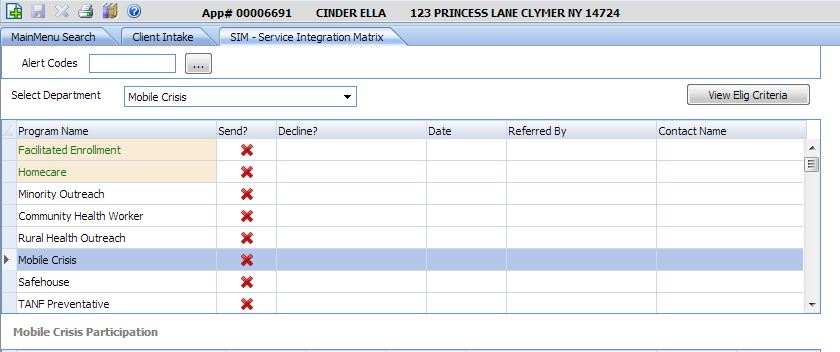 App# 00006691 CINDER ELLA 123 PRINCESS LANE CLYMER NY 14724
MainMenu Search Client Intake SIM - Service Integration Matrix
Alert Codes ...
Select Department Mobile Crisis View Elig Criteria
Program Name Send? Decline? Date Referred By Contact Name
Facilitated Enrollment
Homecare
Minority Outreach
Community Health Worker
Rural Health Outreach
Mobile Crisis
Safehouse
TANF Preventative
Mobile Crisis Participation